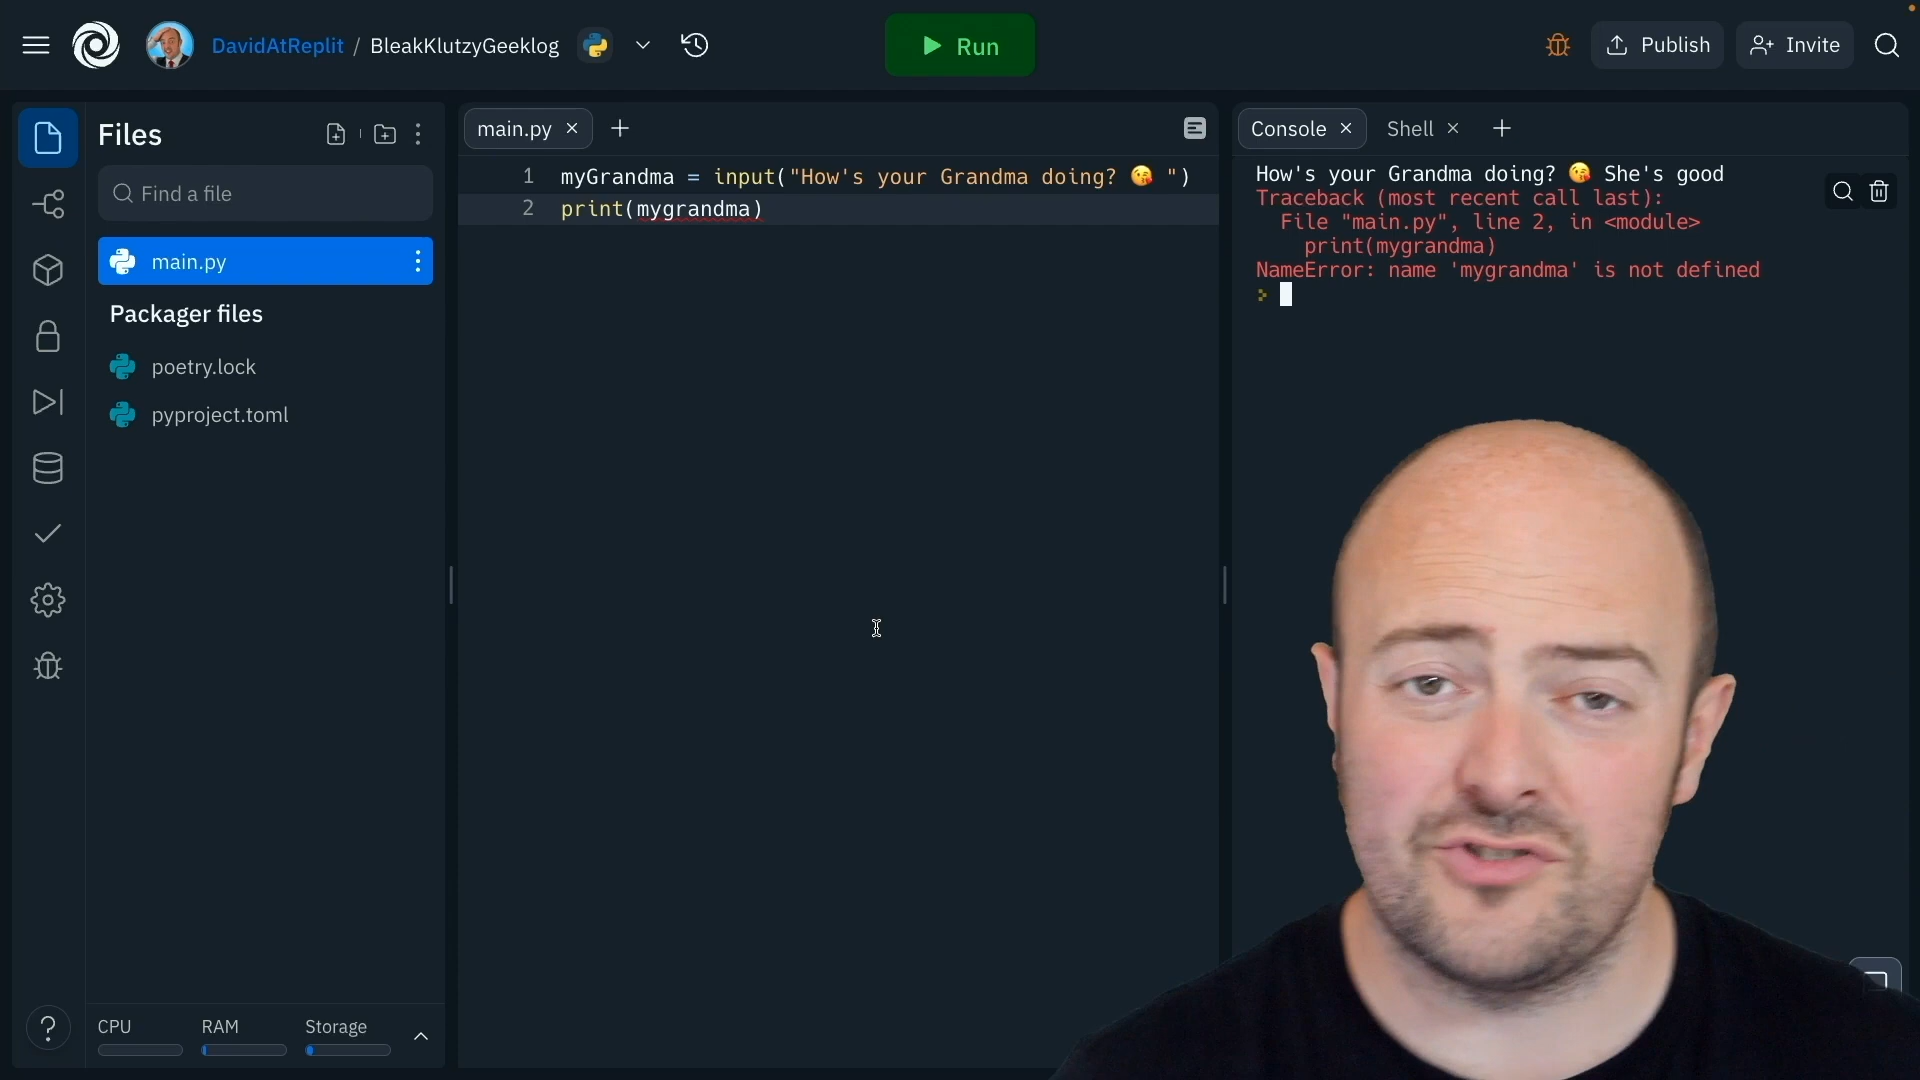 DavidAtReplit / BleakKlutzyGeeklog
Run
Publish
Invite
Files
Find a file
main.py
Packager files
poetry.lock
pyproject.toml
CPU
RAM
Storage
main.py
1 myGrandma = input("How's your Grandma doing? 😘 ")
2 print(mygrandma)
Console
Shell
How's your Grandma doing? 😘 She's good
Traceback (most recent call last):
File "main.py", line 2, in <module>
print(mygrandma)
NameError: name 'mygrandma' is not defined